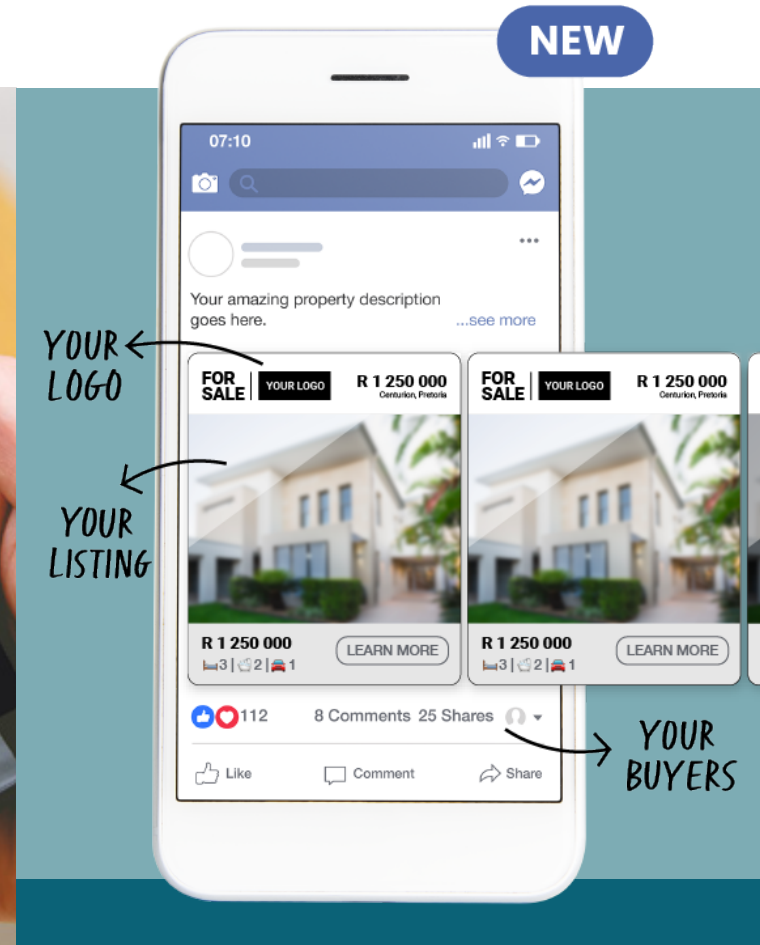 NEW
07:10
Your amazing property description
goes here.
...see more
YOUR
LOGO
FOR
SALE
YOUR LOGO
R 1 250 000
Centurion, Pretoria
FOR
SALE
YOUR LOGO
R 1 250 000
Centurion, Pretoria
YOUR
LISTING
R 1 250 000
3 | 2 | 1
LEARN MORE
R 1 250 000
3 | 2 | 1
LEARN MORE
112
8 Comments 25 Shares
YOUR
BUYERS
Like
Comment
Share